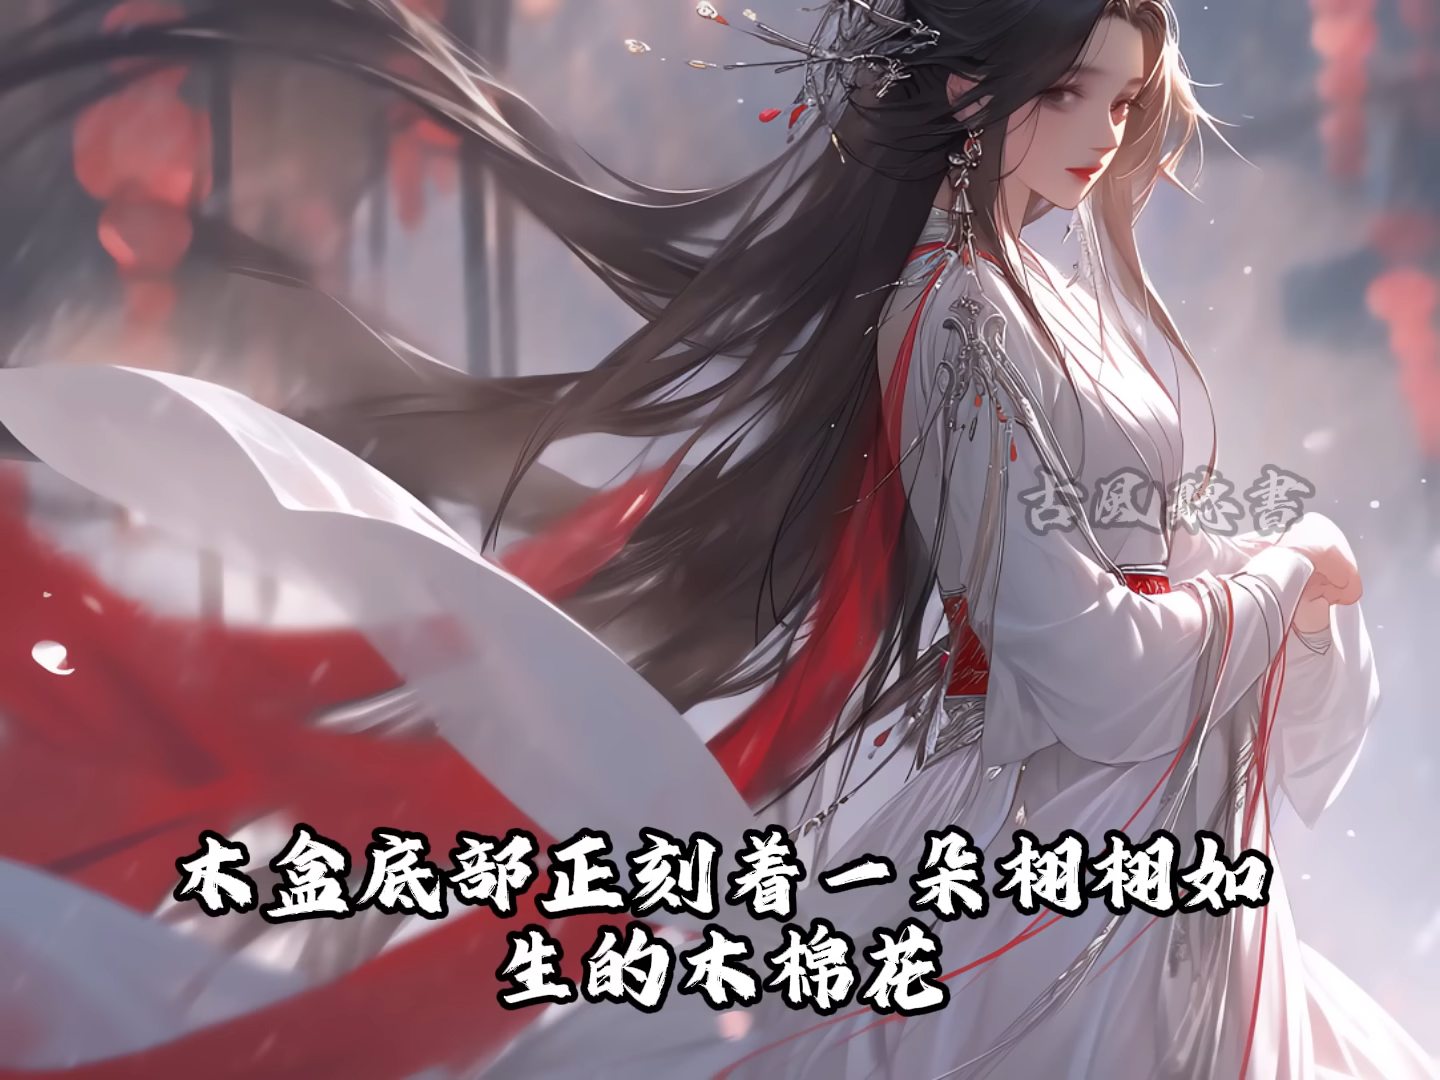 古風聽書
木盒底部正刻着一朵栩栩如
生的木棉花